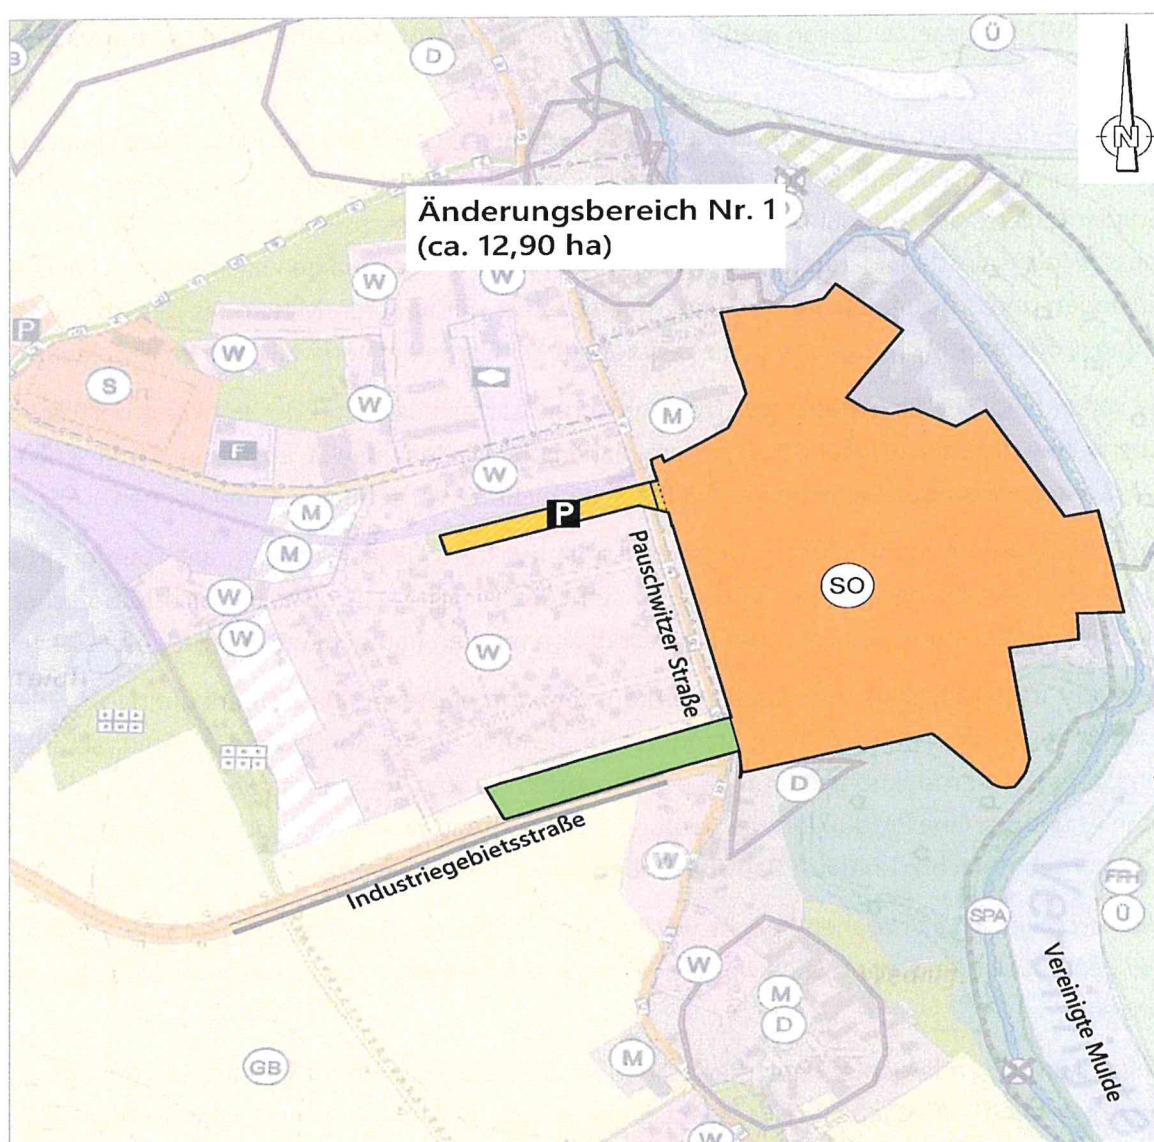 B
D
Ü
N
Änderungsbereich Nr. 1
(ca. 12,90 ha)
W
W
P
W
S
W
M
F
W
M
P
M
SO
W
W
W
Pauschwitzer Straße
D
Industriegebietsstraße
W
FFH
SPA
Ü
W
M
D
Vereinigte Mulde
M
GB
W